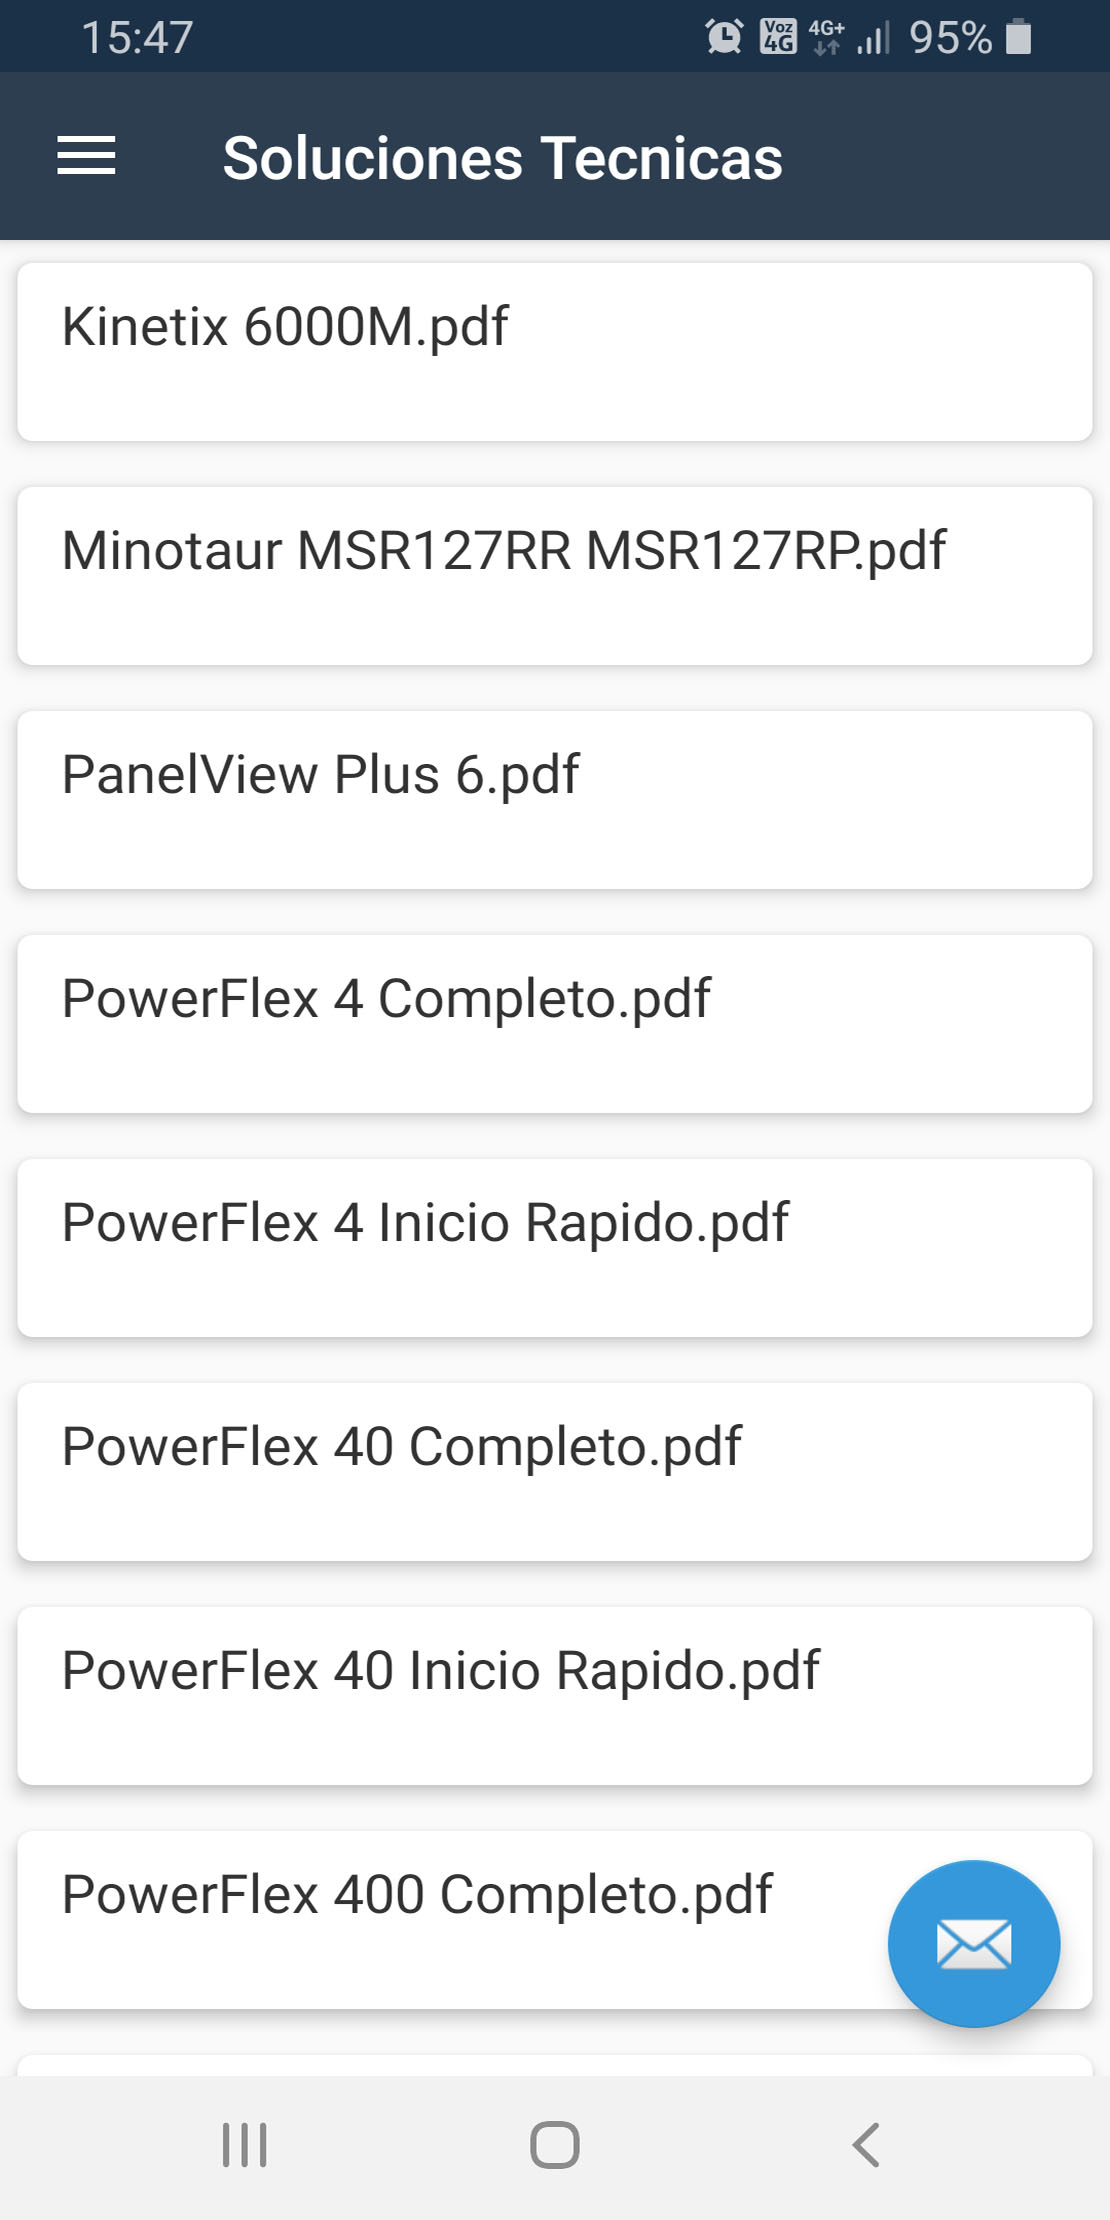 15:47
Voz 4G 4G+ 95%
Soluciones Tecnicas
Kinetix 6000M.pdf
Minotaur MSR127RR MSR127RP.pdf
PanelView Plus 6.pdf
PowerFlex 4 Completo.pdf
PowerFlex 4 Inicio Rapido.pdf
PowerFlex 40 Completo.pdf
PowerFlex 40 Inicio Rapido.pdf
PowerFlex 400 Completo.pdf